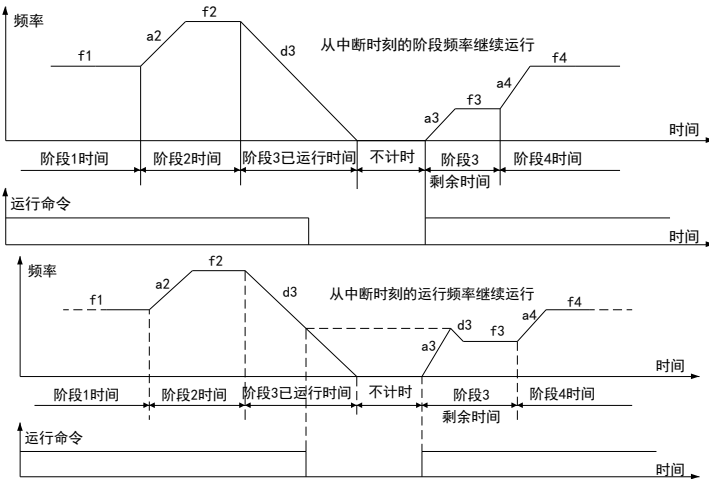 频率
f1
a2
f2
d3
从中断时刻的阶段频率继续运行
a3
f3
a4
f4
时间
阶段1时间
阶段2时间
阶段3已运行时间
不计时
阶段3
剩余时间
阶段4时间
运行命令
时间
频率
f1
a2
f2
d3
从中断时刻的运行频率继续运行
a3
d3
f3
a4
f4
时间
阶段1时间
阶段2时间
阶段3已运行时间
不计时
阶段3
剩余时间
阶段4时间
运行命令
时间